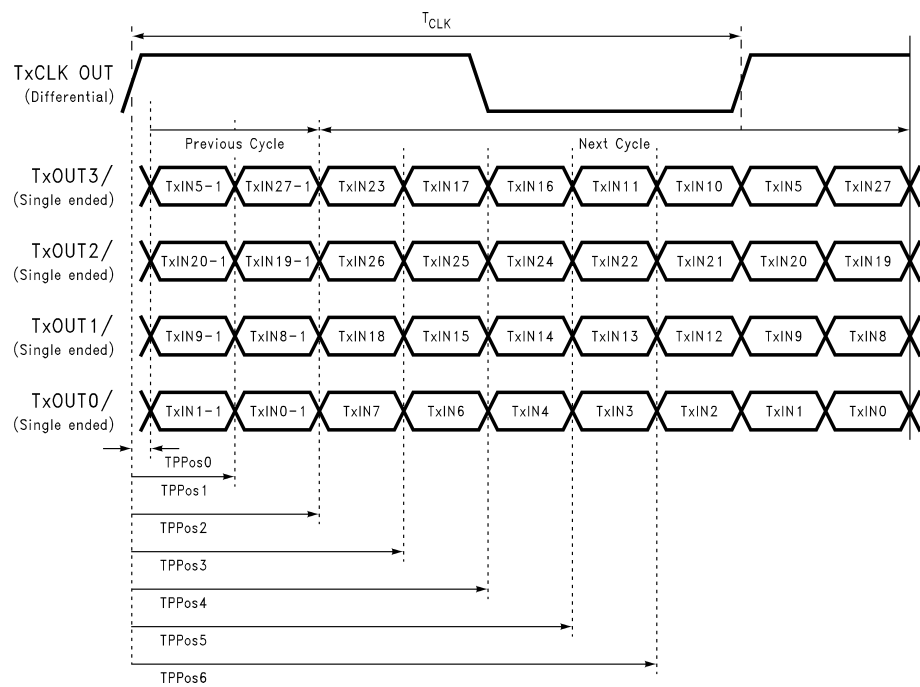 TCLK
TxCLK OUT
(Differential)
Previous Cycle Next Cycle
TxOUT3/
(Single ended)
TxIN5-1 TxIN27-1 TxIN23 TxIN17 TxIN16 TxIN11 TxIN10 TxIN5 TxIN27
TxOUT2/
(Single ended)
TxIN20-1 TxIN19-1 TxIN26 TxIN25 TxIN24 TxIN22 TxIN21 TxIN20 TxIN19
TxOUT1/
(Single ended)
TxIN9-1 TxIN8-1 TxIN18 TxIN15 TxIN14 TxIN13 TxIN12 TxIN9 TxIN8
TxOUT0/
(Single ended)
TxIN1-1 TxIN0-1 TxIN7 TxIN6 TxIN4 TxIN3 TxIN2 TxIN1 TxIN0
TPPos0
TPPos1
TPPos2
TPPos3
TPPos4
TPPos5
TPPos6